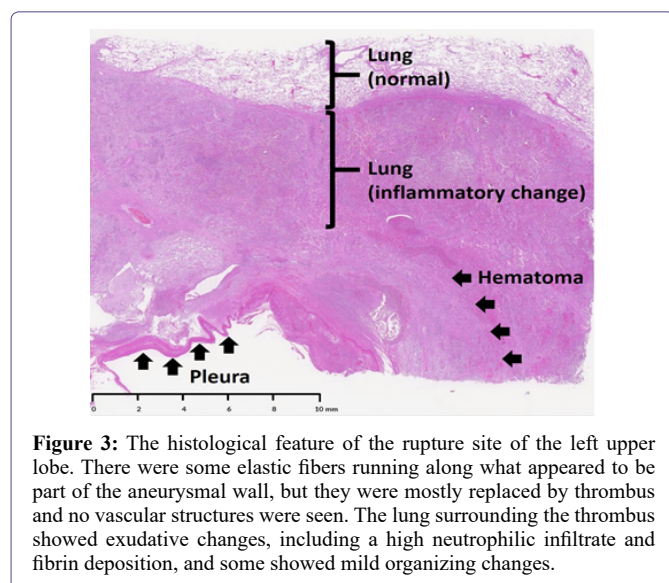 Lung
(normal)
Lung
(inflammatory change)
Hematoma
Pleura
0 2 4 6 8 10 mm
Figure 3: The histological feature of the rupture site of the left upper
lobe. There were some elastic fibers running along what appeared to be
part of the aneurysmal wall, but they were mostly replaced by thrombus
and no vascular structures were seen. The lung surrounding the thrombus
showed exudative changes, including a high neutrophilic infiltrate and
fibrin deposition, and some showed mild organizing changes.